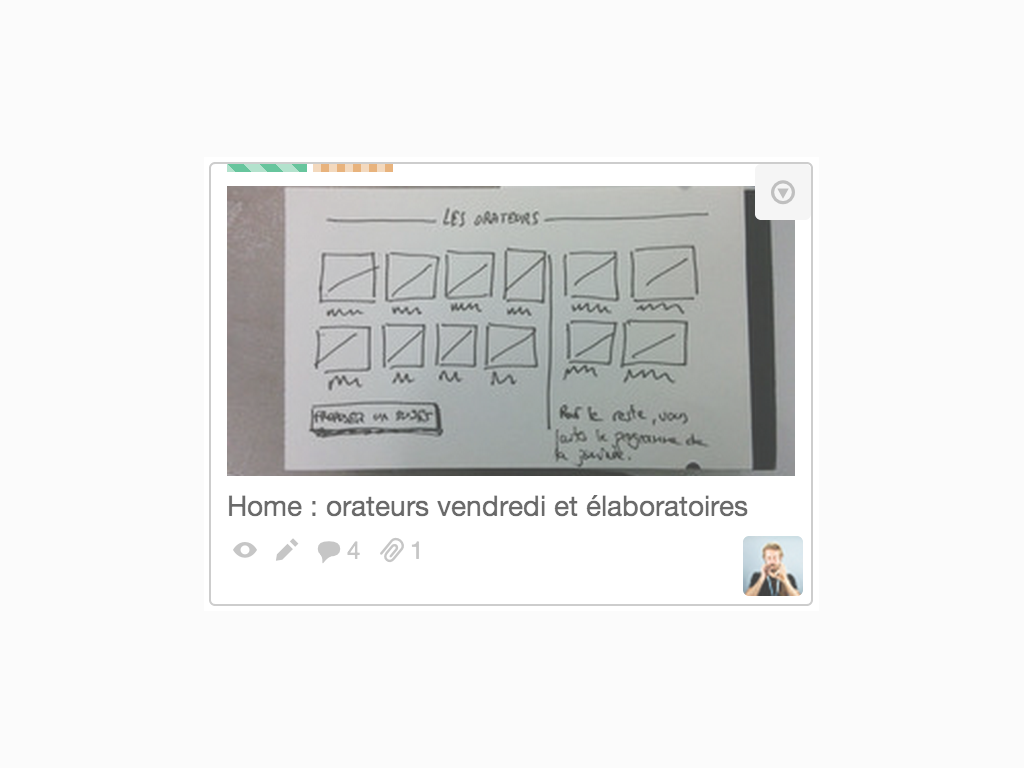 LES ORATEURS
PROPOSER UN SUJET
Pour le reste, vous
faites le programme de
la journée.
Home : orateurs vendredi et élaboratoires
4 1